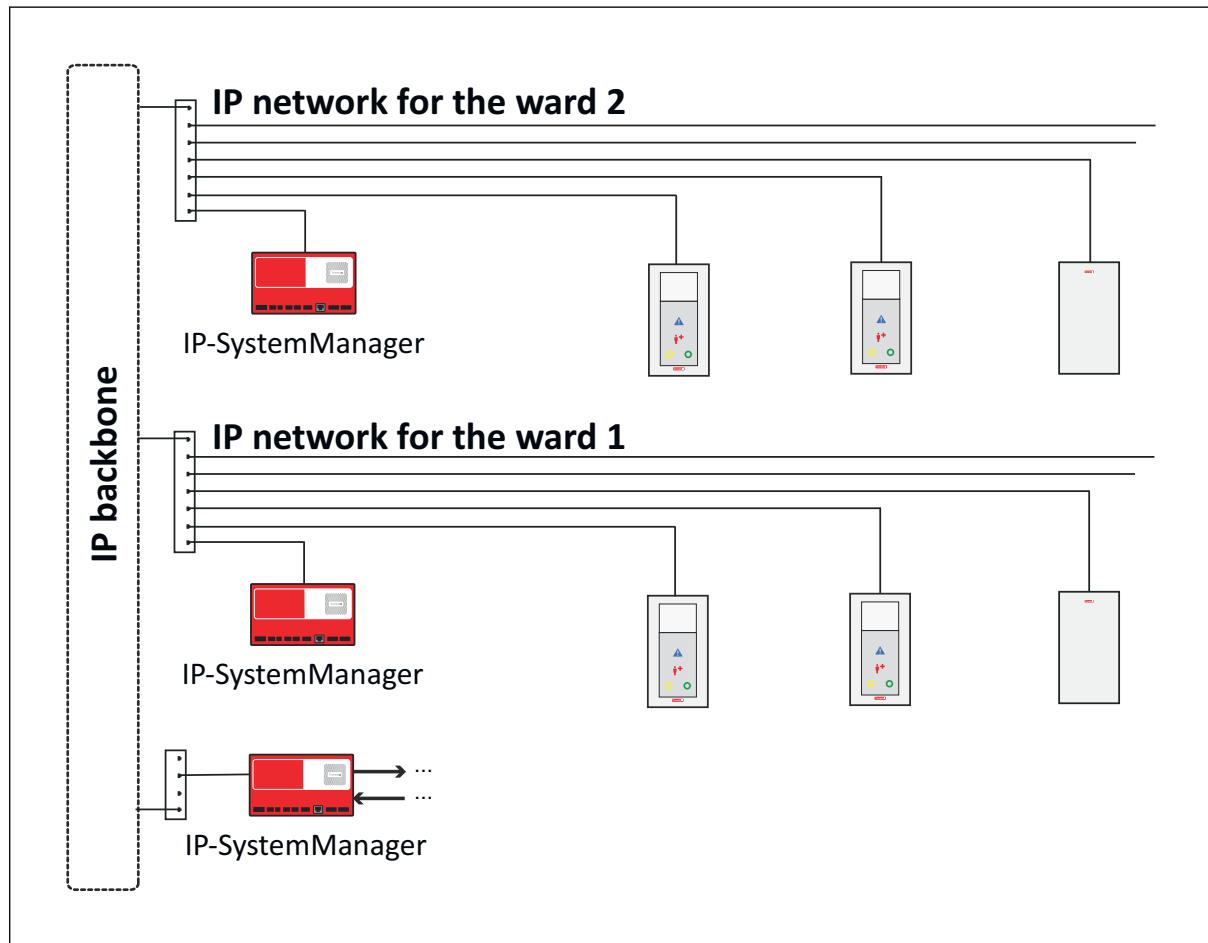 IP network for the ward 2
IP-SystemManager
IP backbone
IP network for the ward 1
IP-SystemManager
...
...
IP-SystemManager